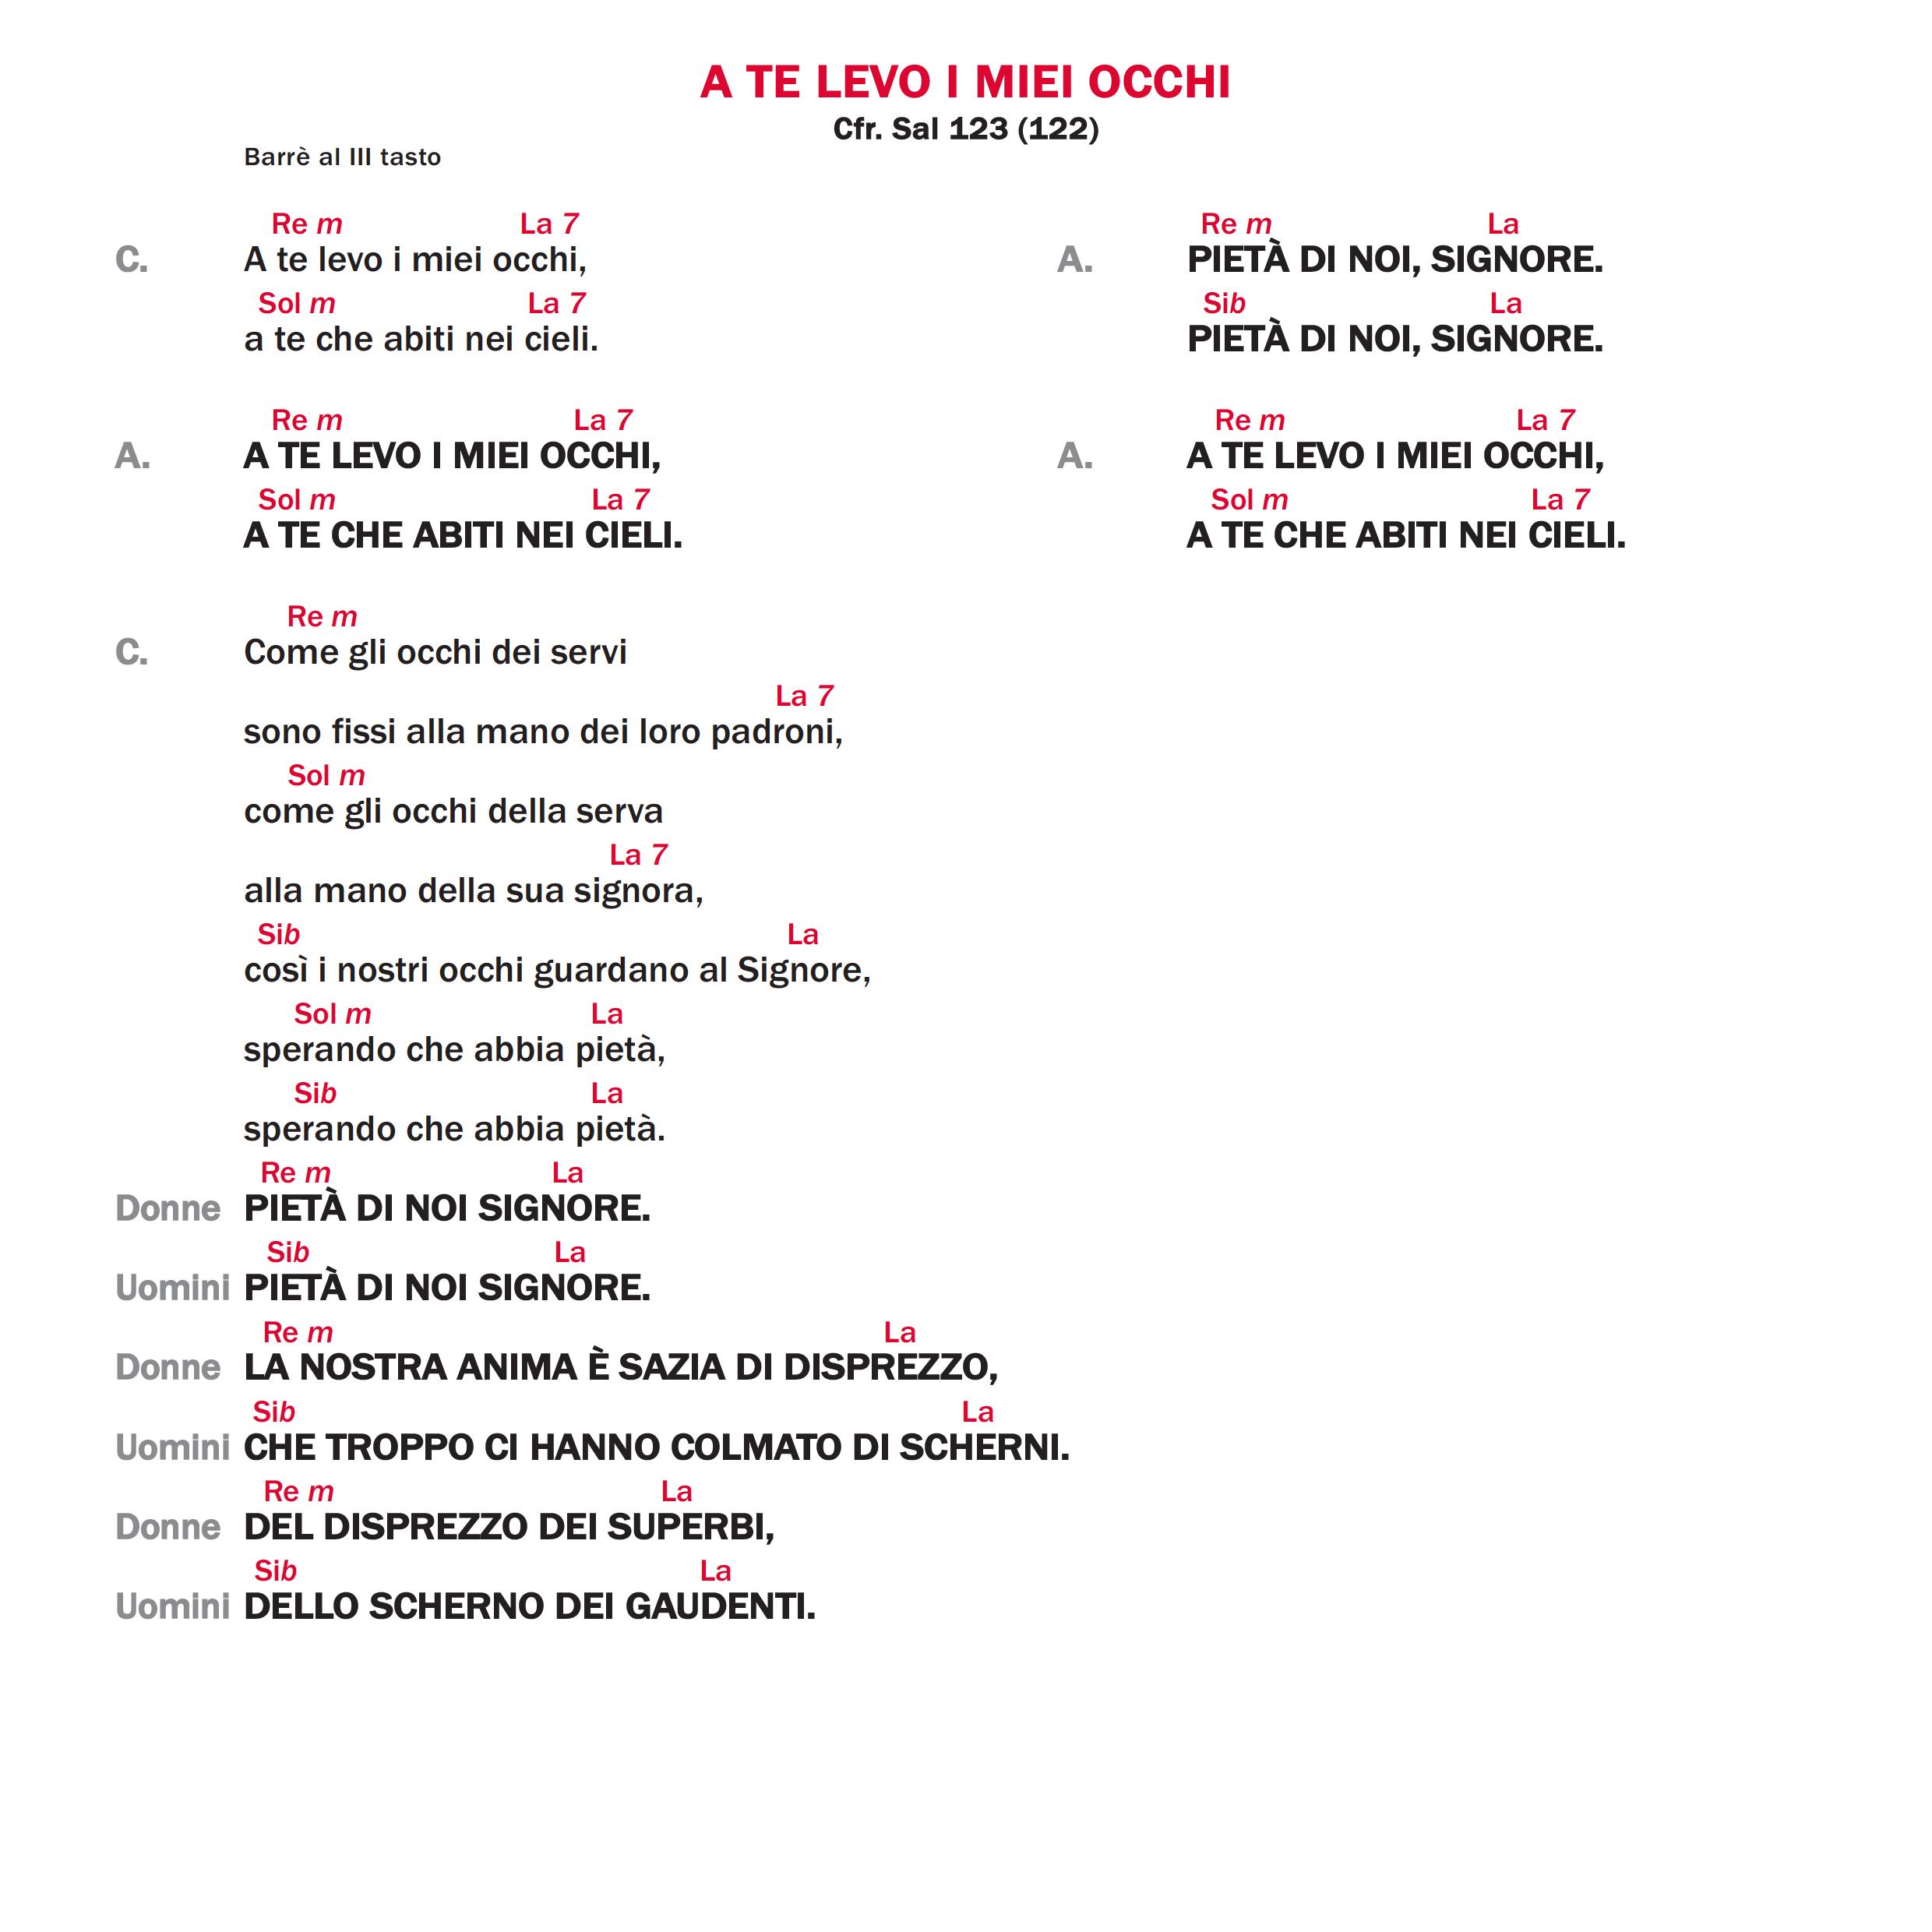 A TE LEVO I MIEI OCCHI
Cfr. Sal 123 (122)
Barrè al III tasto
Re m La 7
C. A te levo i miei occhi,
Sol m La 7
a te che abiti nei cieli.
Re m La 7
A. A TE LEVO I MIEI OCCHI,
Sol m La 7
A TE CHE ABITI NEI CIELI.
Re m
C. Come gli occhi dei servi
La 7
sono fissi alla mano dei loro padroni,
Sol m
come gli occhi della serva
La 7
alla mano della sua signora,
Sib La
così i nostri occhi guardano al Signore,
Sol m La
sperando che abbia pietà,
Sib La
sperando che abbia pietà.
Re m La
Donne PIETÀ DI NOI SIGNORE.
Sib La
Uomini PIETÀ DI NOI SIGNORE.
Re m La
Donne LA NOSTRA ANIMA È SAZIA DI DISPREZZO,
Sib La
Uomini CHE TROPPO CI HANNO COLMATO DI SCHERNI.
Re m La
Donne DEL DISPREZZO DEI SUPERBI,
Sib La
Uomini DELLO SCHERNO DEI GAUDENTI.
Re m La
A. PIETÀ DI NOI, SIGNORE.
Sib La
PIETÀ DI NOI, SIGNORE.
Re m La 7
A. A TE LEVO I MIEI OCCHI,
Sol m La 7
A TE CHE ABITI NEI CIELI.